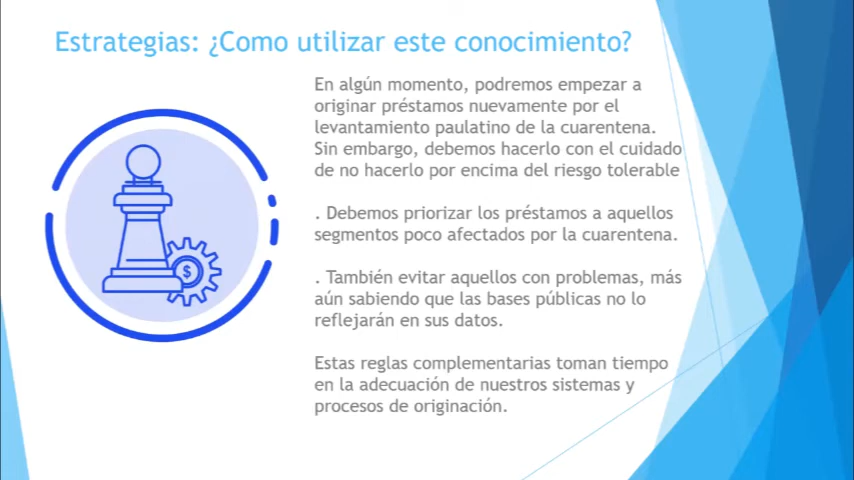 Estrategias: ¿Como utilizar este conocimiento?
En algún momento, podremos empezar a
originar préstamos nuevamente por el
levantamiento paulatino de la cuarentena.
Sin embargo, debemos hacerlo con el cuidado
de no hacerlo por encima del riesgo tolerable
. Debemos priorizar los préstamos a aquellos
segmentos poco afectados por la cuarentena.
. También evitar aquellos con problemas, más
aún sabiendo que las bases públicas no lo
reflejarán en sus datos.
Estas reglas complementarias toman tiempo
en la adecuación de nuestros sistemas y
procesos de originación.
$